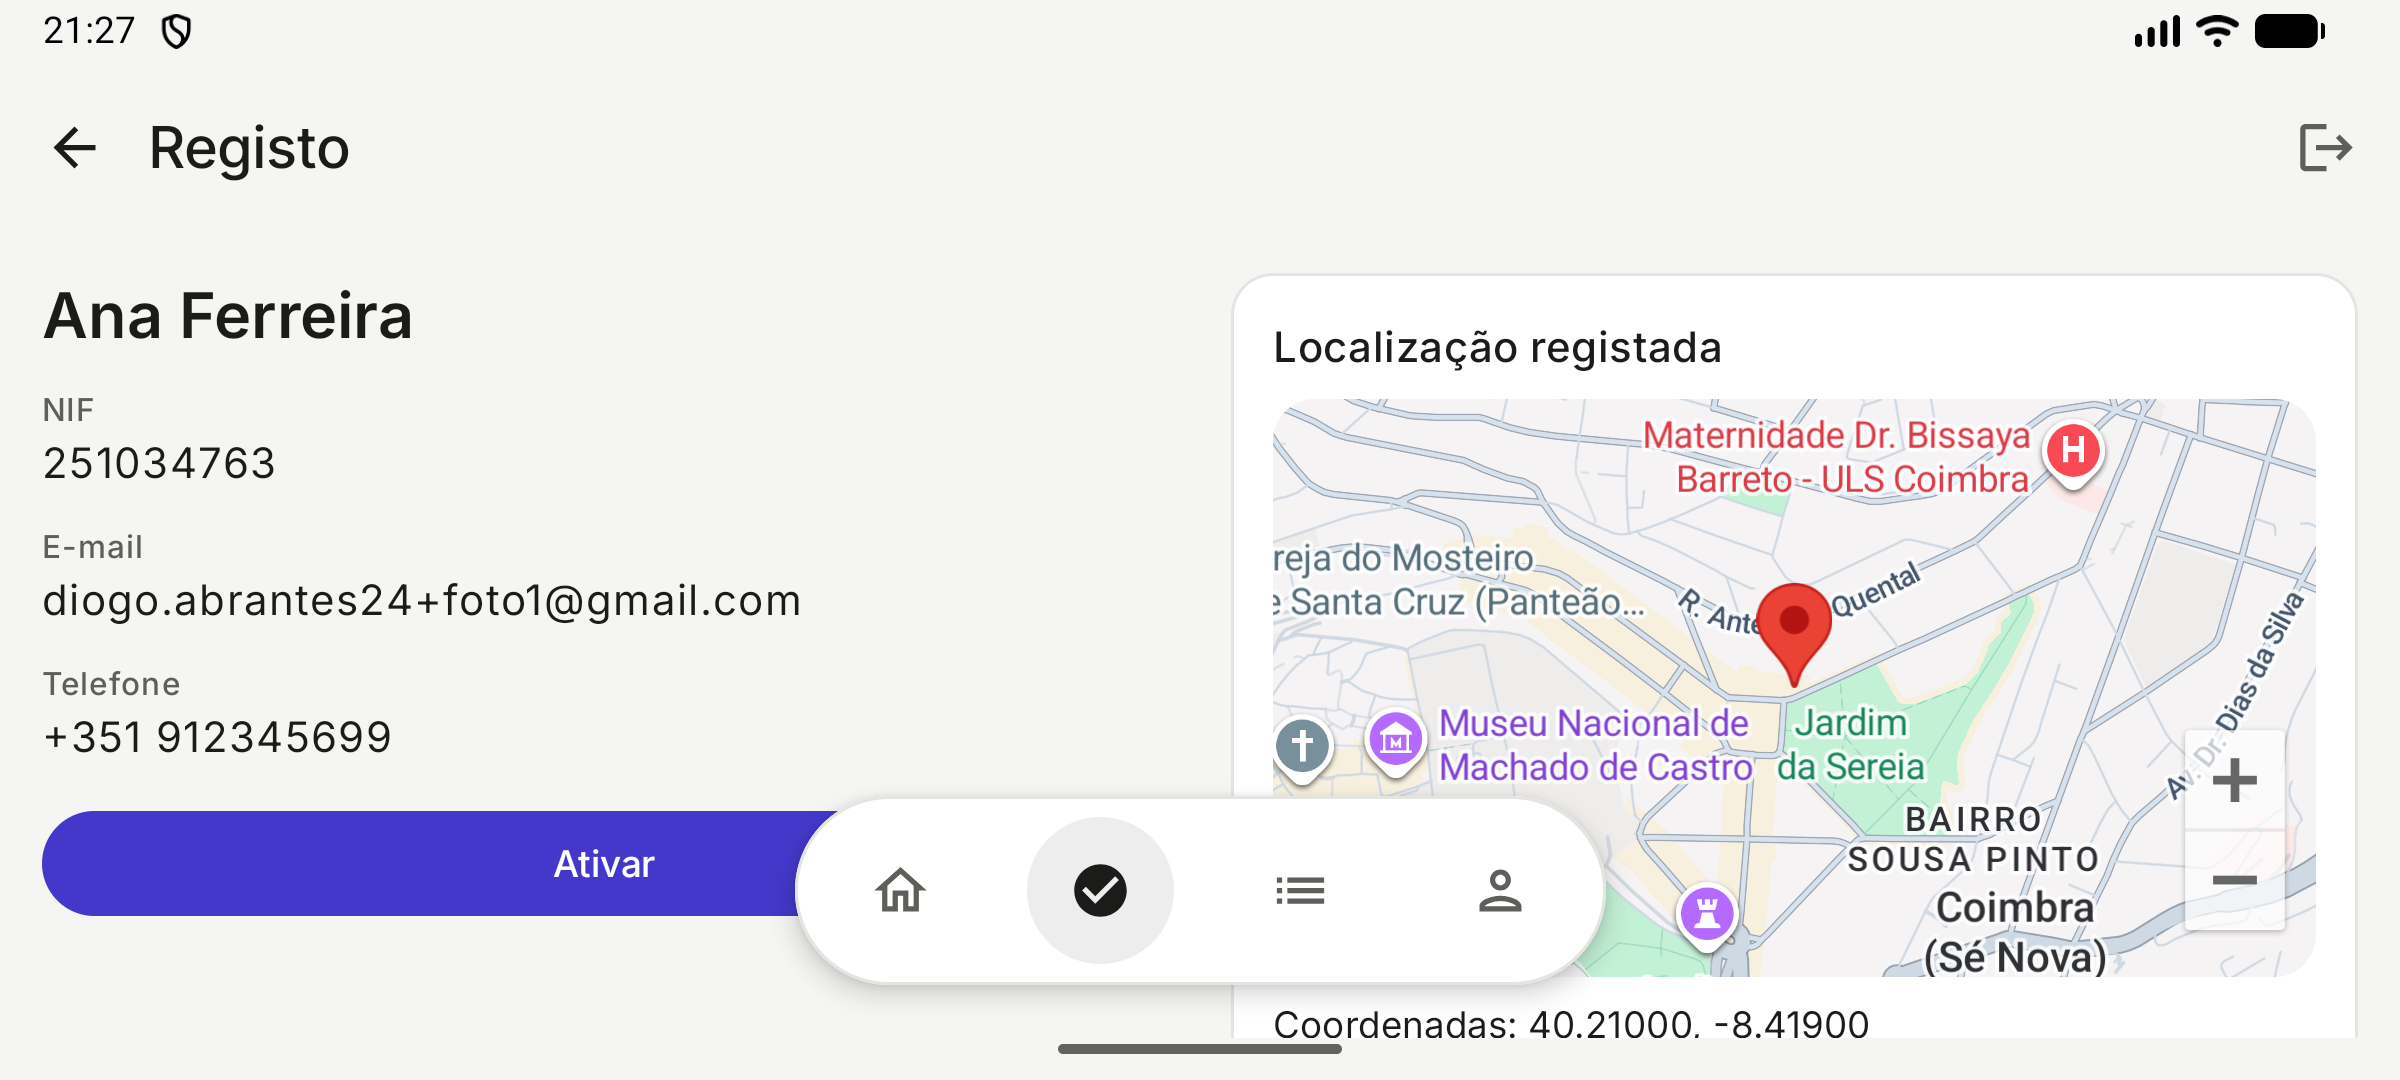 21:27
Registo
Ana Ferreira
NIF
251034763
E-mail
diogo.abrantes24+foto1@gmail.com
Telefone
+351 912345699
Ativar
Localização registada
Maternidade Dr. Bissaya
Barreto - ULS Coimbra
reja do Mosteiro
e Santa Cruz (Panteão...
R. Ante Quental
Av. Dr. Dias da Silva
Museu Nacional de
Machado de Castro
Jardim
da Sereia
BAIRRO
SOUSA PINTO
Coimbra
(Sé Nova)
Coordenadas: 40.21000, -8.41900